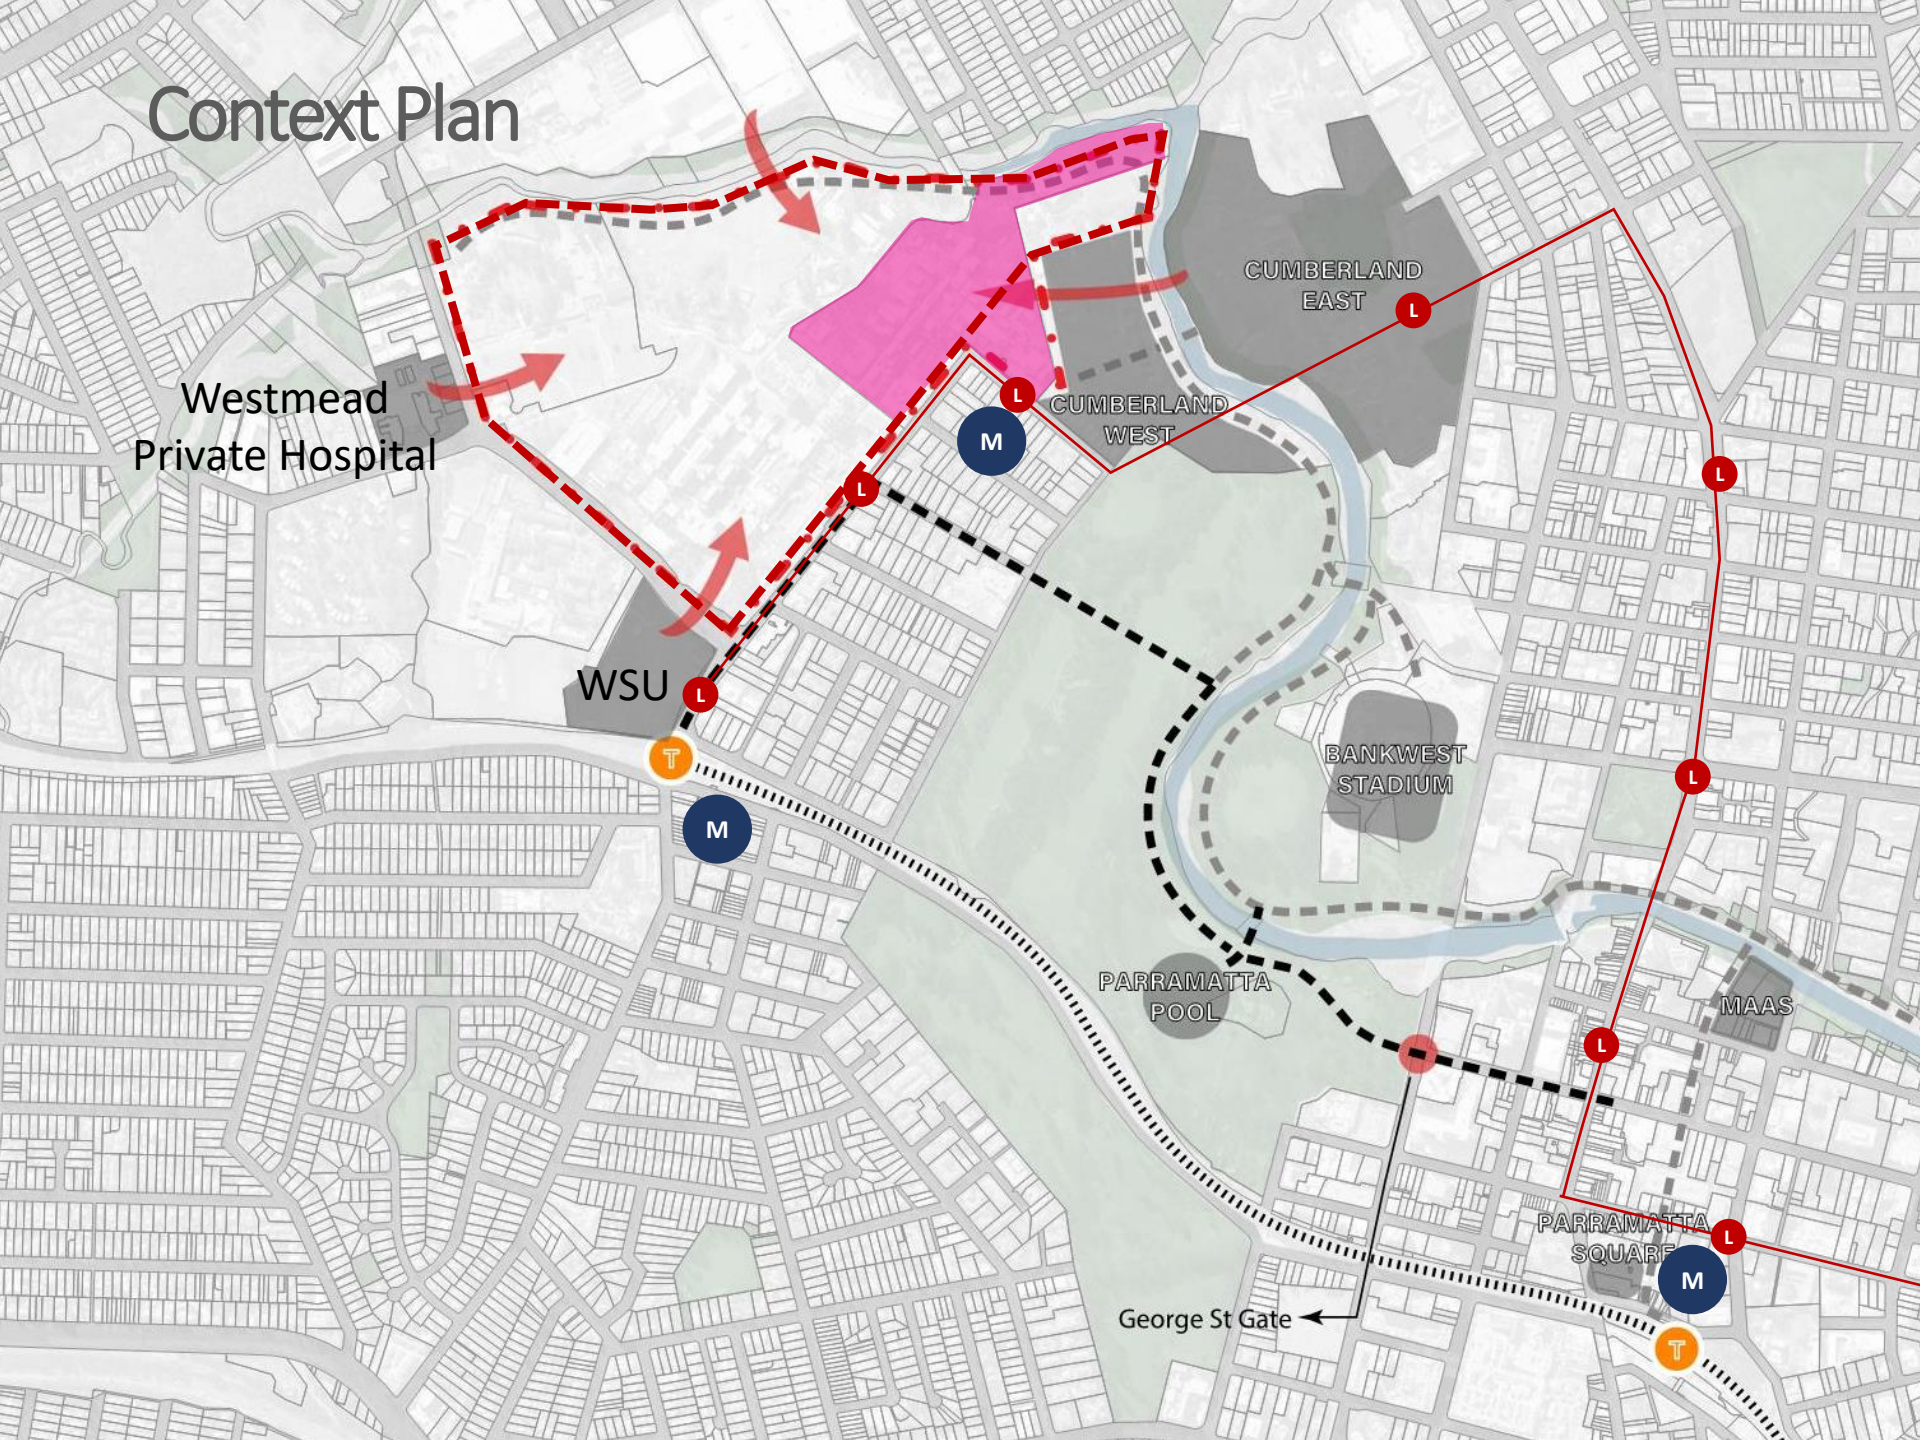 Context Plan
CUMBERLAND
EAST
L
Westmead
Private Hospital
L
CUMBERLAND
WEST
M
L
L
WSU
L
T
BANKWEST
STADIUM
L
M
PARRAMATTA
POOL
MAAS
L
PARRAMATTA
SQUARE
L
M
George St Gate
T